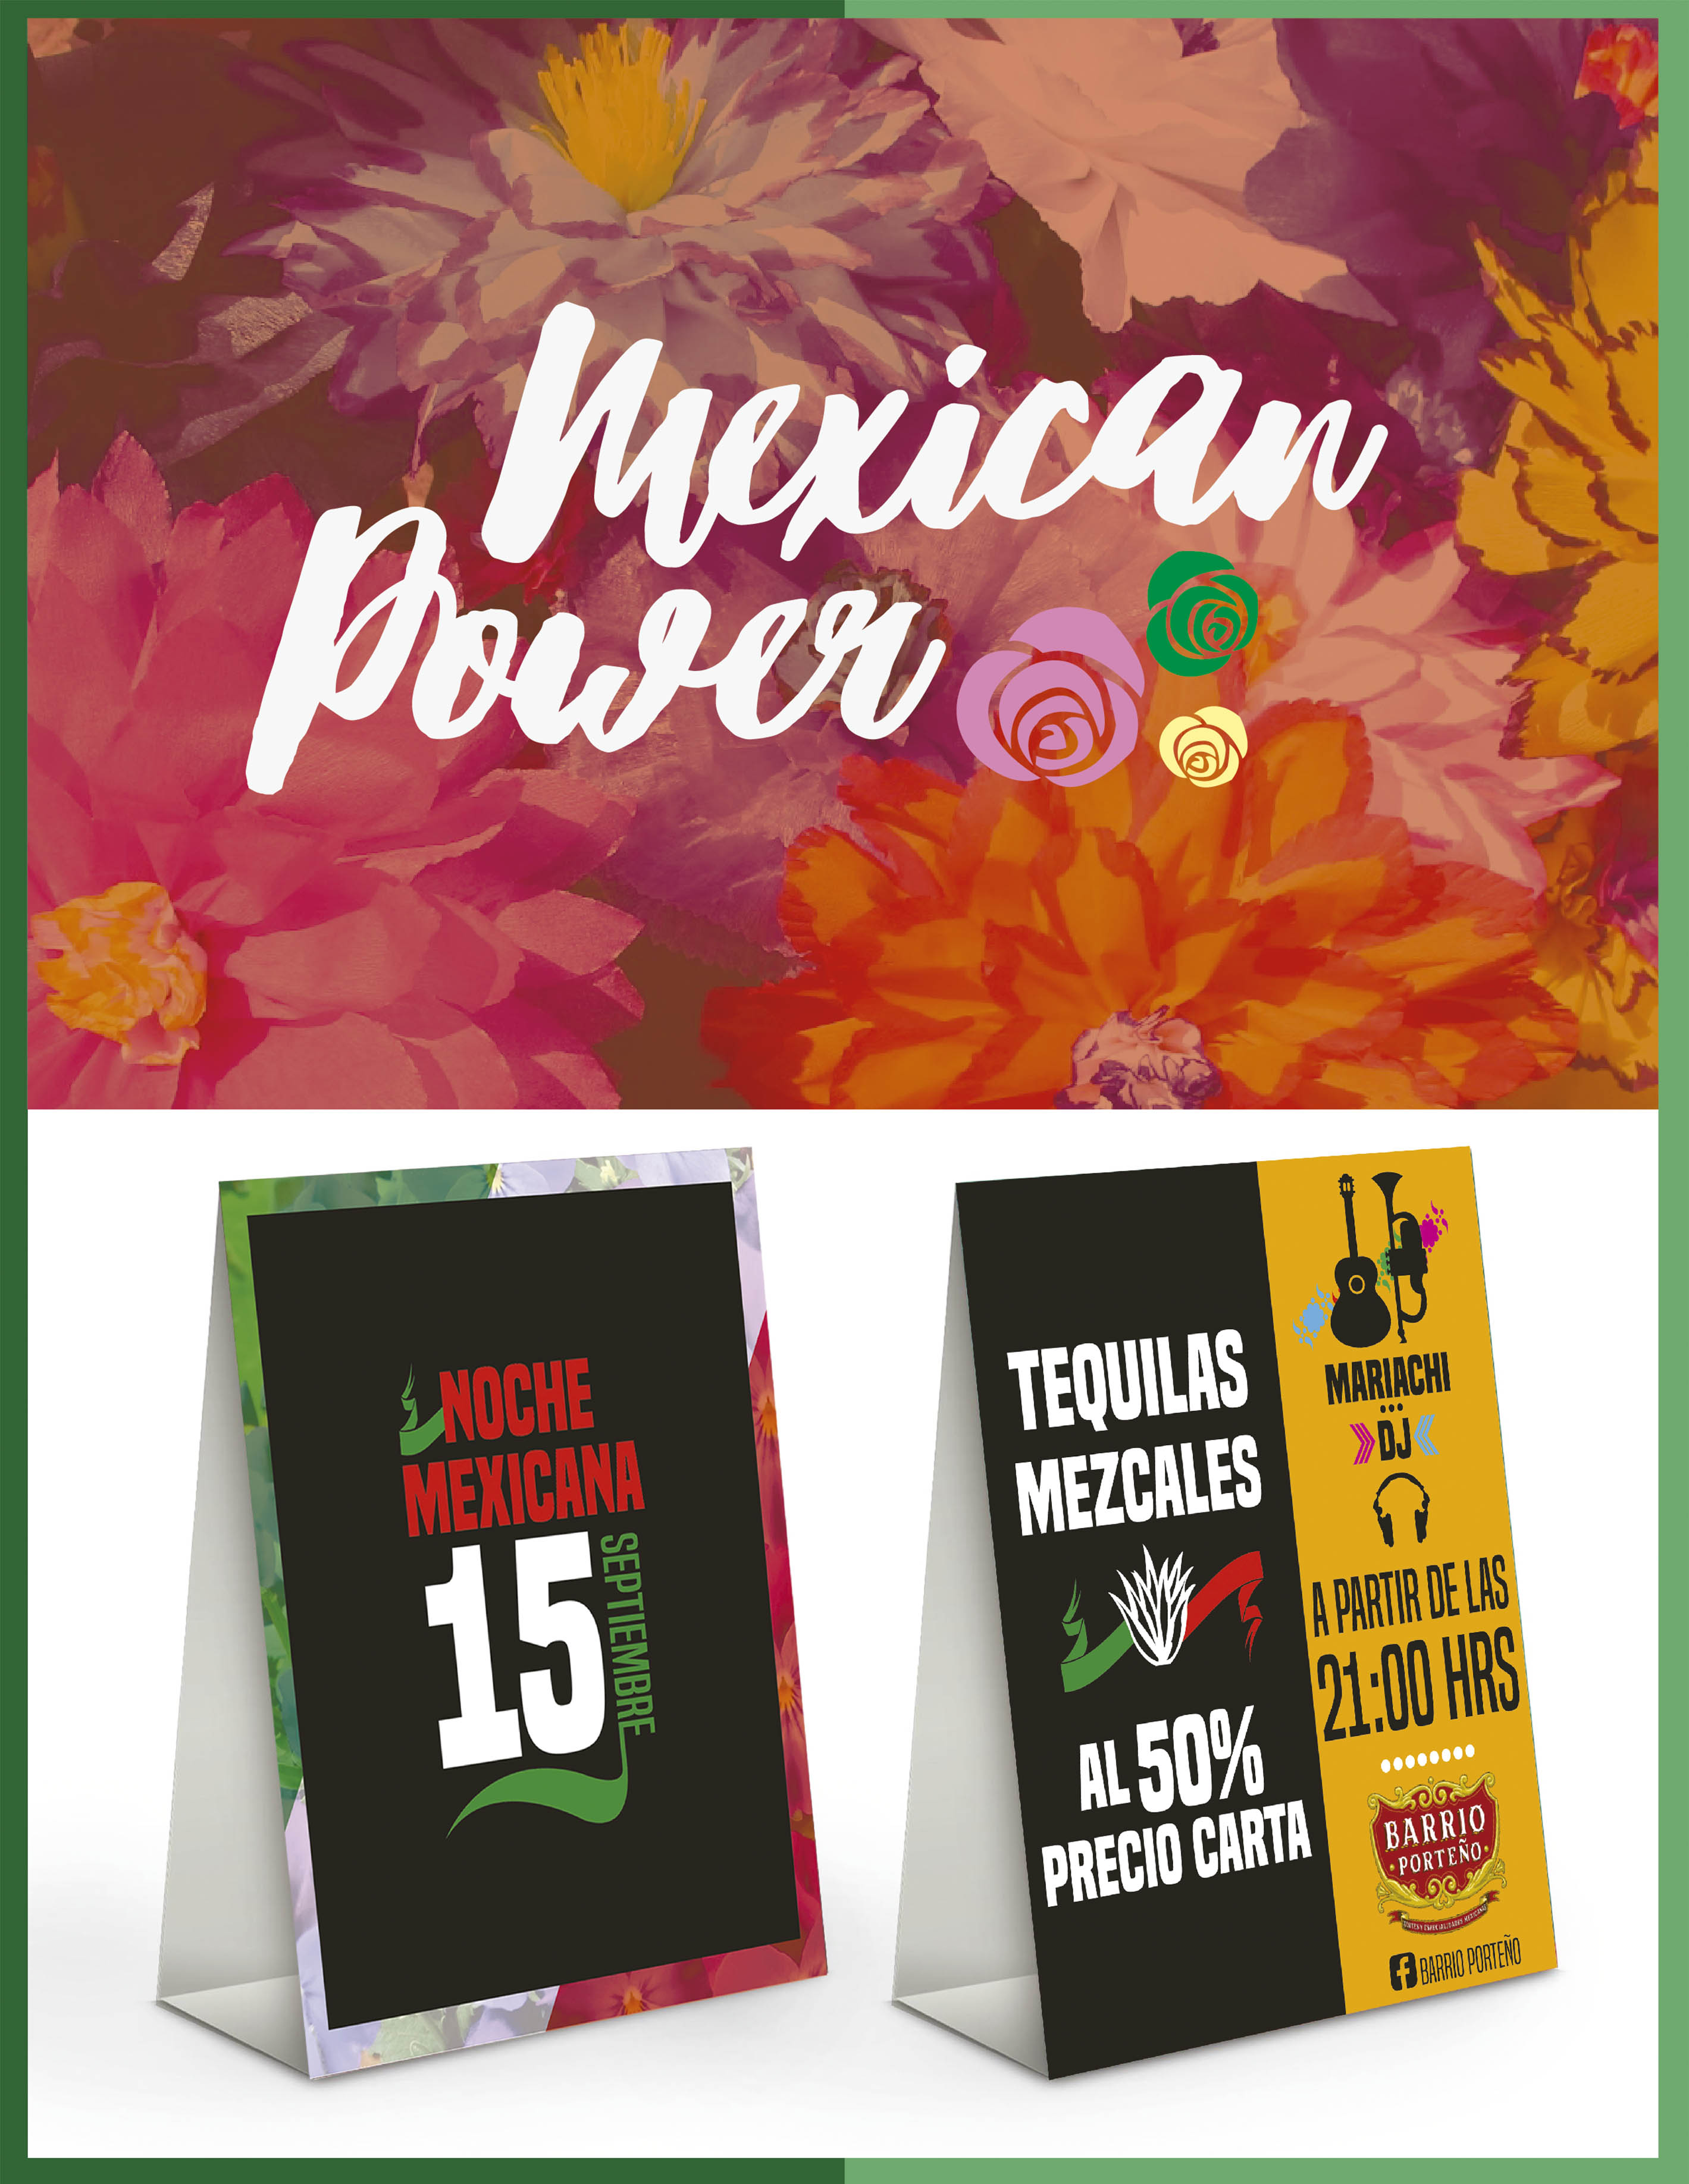 Mexican
Power
NOCHE
MEXICANA
15
SEPTIEMBRE
TEQUILAS
MEZCALES
AL 50%
PRECIO CARTA
MARIACHI
DJ
A PARTIR DE LAS
21:00 HRS
BARRIO
PORTEÑO
f BARRIO PORTEÑO